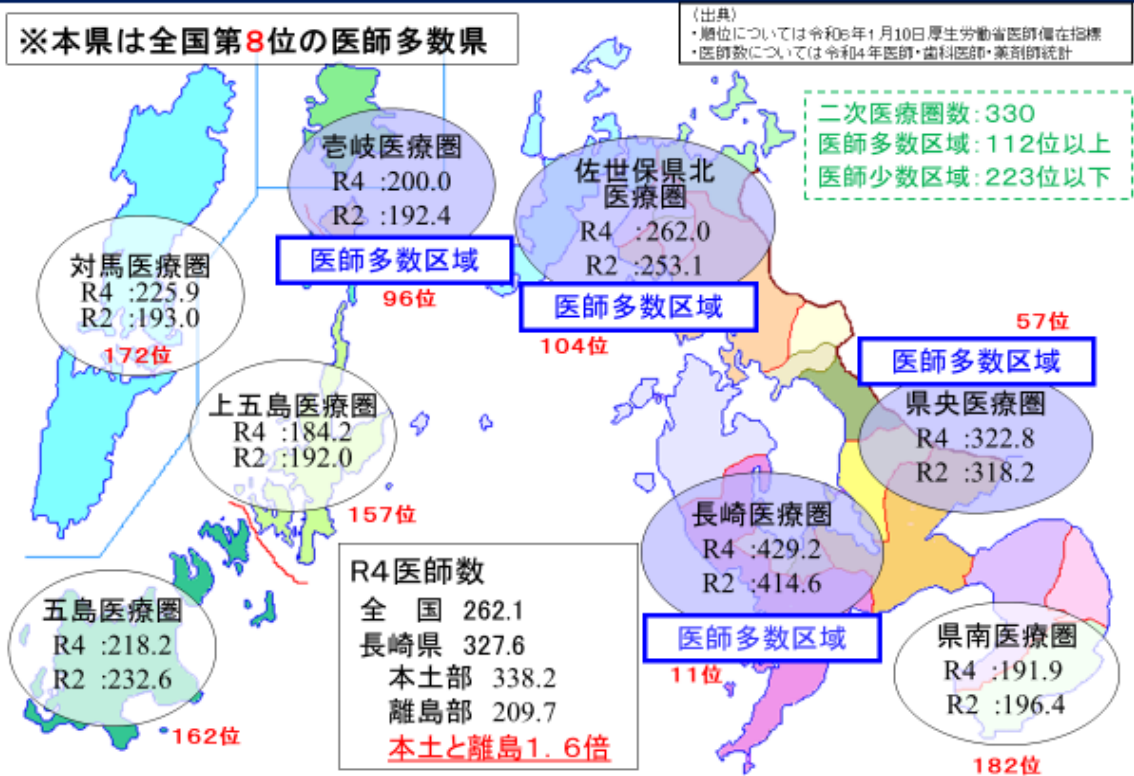 ※本県は全国第8位の医師多数県
(出典)
・順位については令和6年1月10日厚生労働省医師偏在指標
・医師数については令和4年医師・歯科医師・薬剤師統計
二次医療圏数:330
医師多数区域:112位以上
医師少数区域:223位以下
壱岐医療圏
R4 :200.0
R2 :192.4
医師多数区域
96位
佐世保県北
医療圏
R4 :262.0
R2 :253.1
医師多数区域
104位
対馬医療圏
R4 :225.9
R2 :193.0
172位
57位
医師多数区域
県央医療圏
R4 :322.8
R2 :318.2
上五島医療圏
R4 :184.2
R2 :192.0
157位
長崎医療圏
R4 :429.2
R2 :414.6
医師多数区域
11位
五島医療圏
R4 :218.2
R2 :232.6
162位
R4医師数
全 国 262.1
長崎県 327.6
本土部 338.2
離島部 209.7
本土と離島1.6倍
県南医療圏
R4 :191.9
R2 :196.4
182位